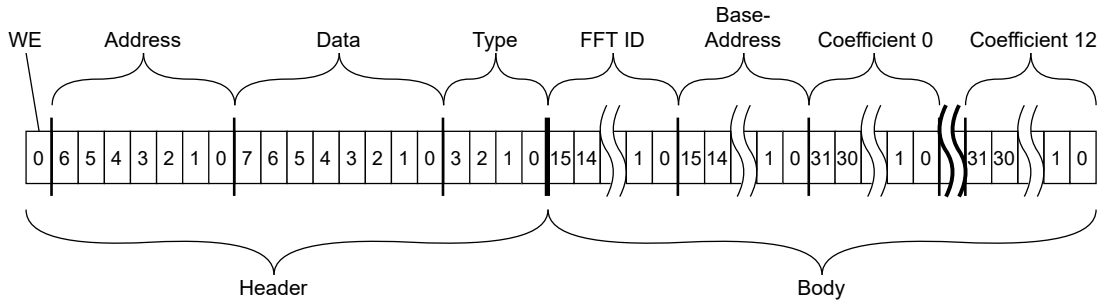 Base-
WE Address Data Type FFT ID Address Coefficient 0 Coefficient 12
0 6 5 4 3 2 1 0 7 6 5 4 3 2 1 0 3 2 1 0 15 14 1 0 15 14 1 0 31 30 1 0 31 30 1 0
Header Body